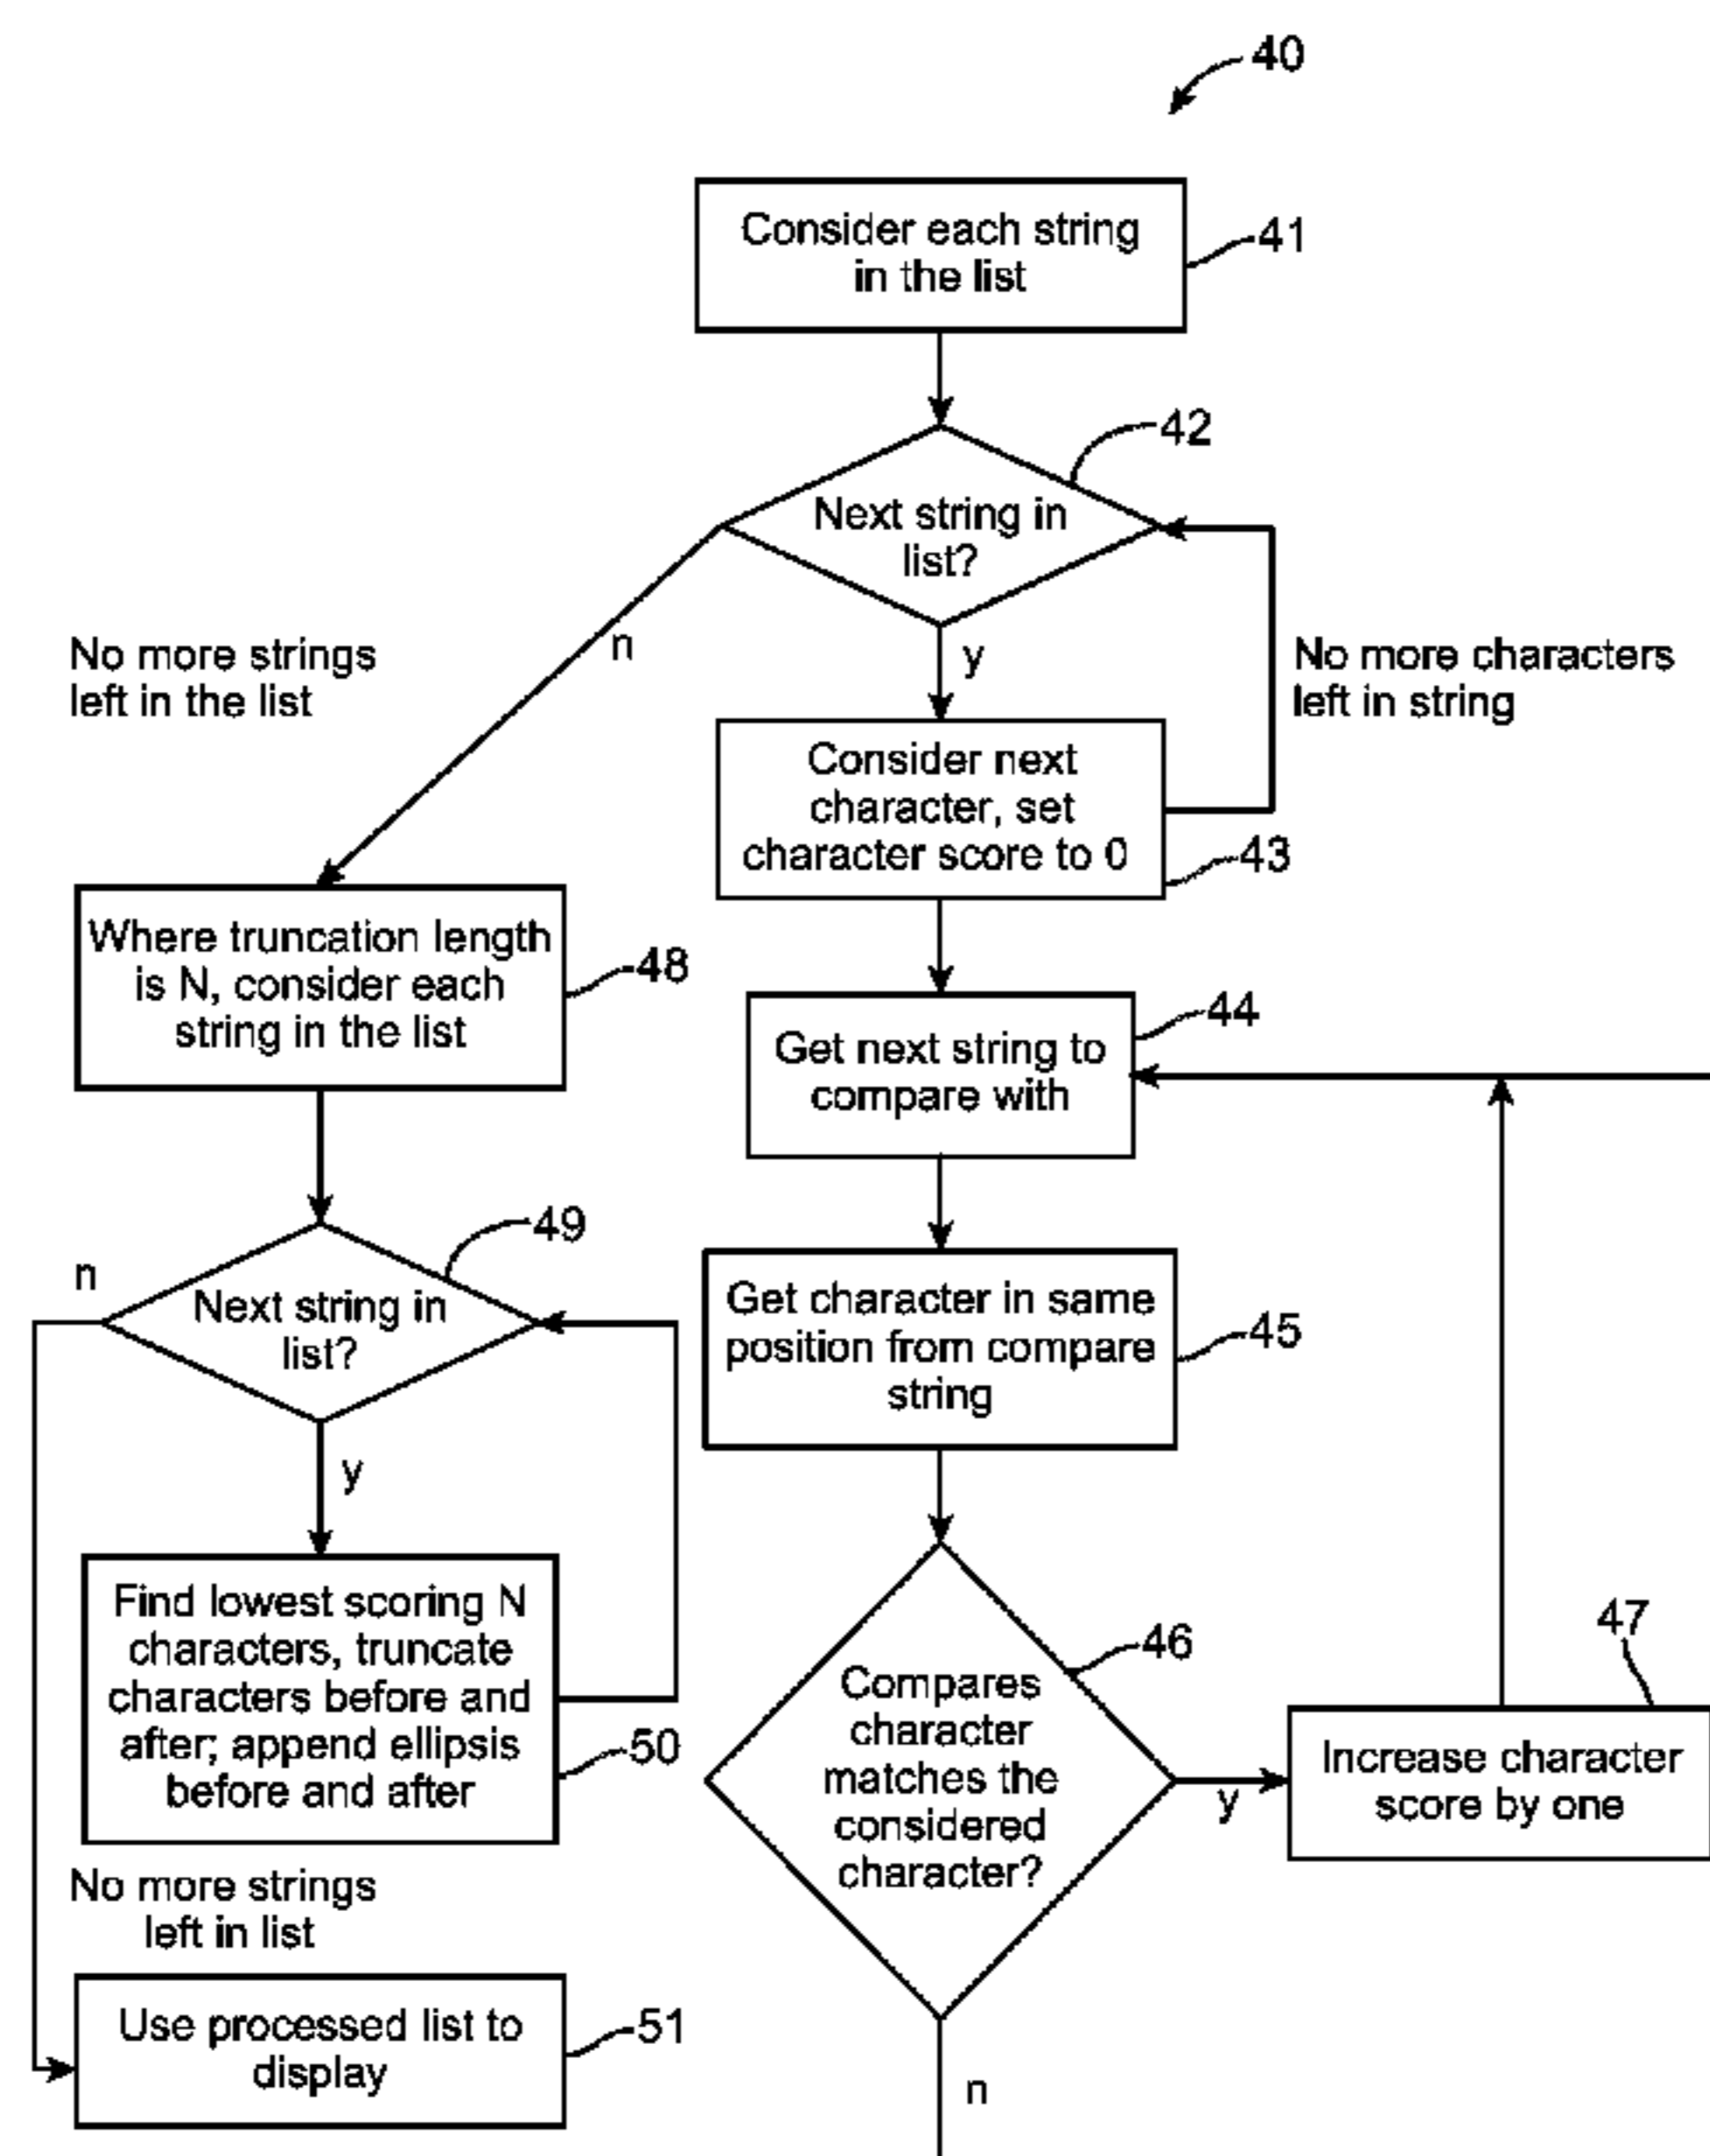 40
Consider each string
in the list
41
42
Next string in
list?
n
y
No more strings
left in the list
No more characters
left in string
Consider next
character, set
character score to 0
43
Where truncation length
is N, consider each
string in the list
48
Get next string to
compare with
44
49
n
Next string in
list?
y
Get character in same
position from compare
string
45
Find lowest scoring N
characters, truncate
characters before and
after; append ellipsis
before and after
50
46
Compares
character
matches the
considered
character?
y
47
Increase character
score by one
No more strings
left in list
Use processed list to
display
51
n